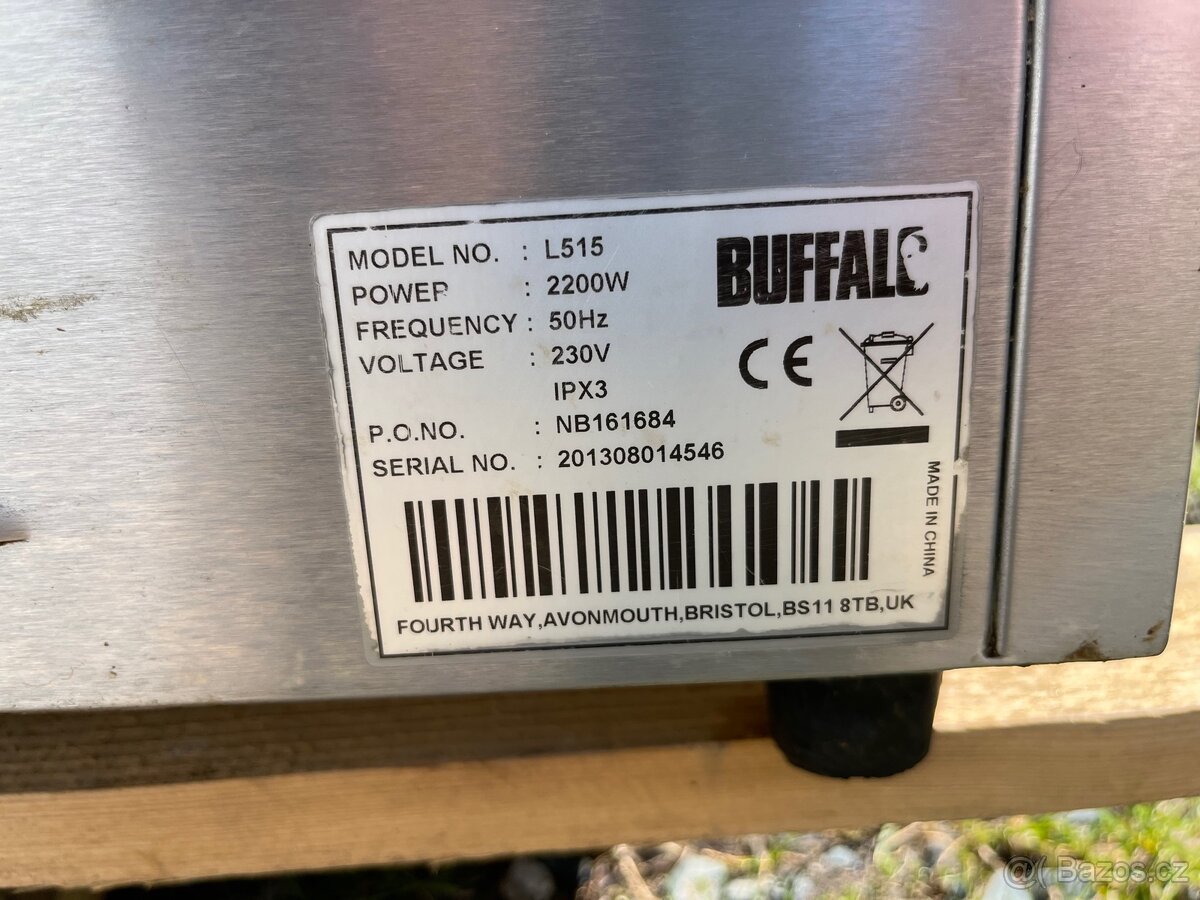 MODEL NO. : L515
BUFFALO
POWER : 2200W
FREQUENCY : 50Hz
VOLTAGE : 230V
CE
IPX3
P.O.NO. : NB161684
SERIAL NO. : 201308014546
MADE IN CHINA
FOURTH WAY,AVONMOUTH,BRISTOL,BS11 8TB,UK
@( Bazos.cz